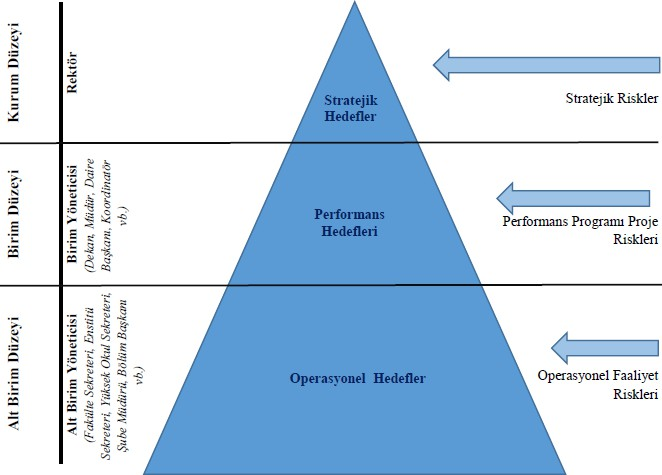 Kurum Düzeyi
Rektör
Stratejik
Hedefler
Stratejik Riskler
Birim Düzeyi
Birim Yöneticisi
(Dekan, Müdür, Daire
Başkanı, Koordinatör
vb.)
Performans
Hedefleri
Performans Programı Proje
Riskleri
Alt Birim Düzeyi
Alt Birim Yöneticisi
(Fakülte Sekreteri, Enstitü
Sekreteri, Yüksek Okul Sekreteri,
Şube Müdürü, Bölüm Başkanı
vb.)
Operasyonel Hedefler
Operasyonel Faaliyet
Riskleri